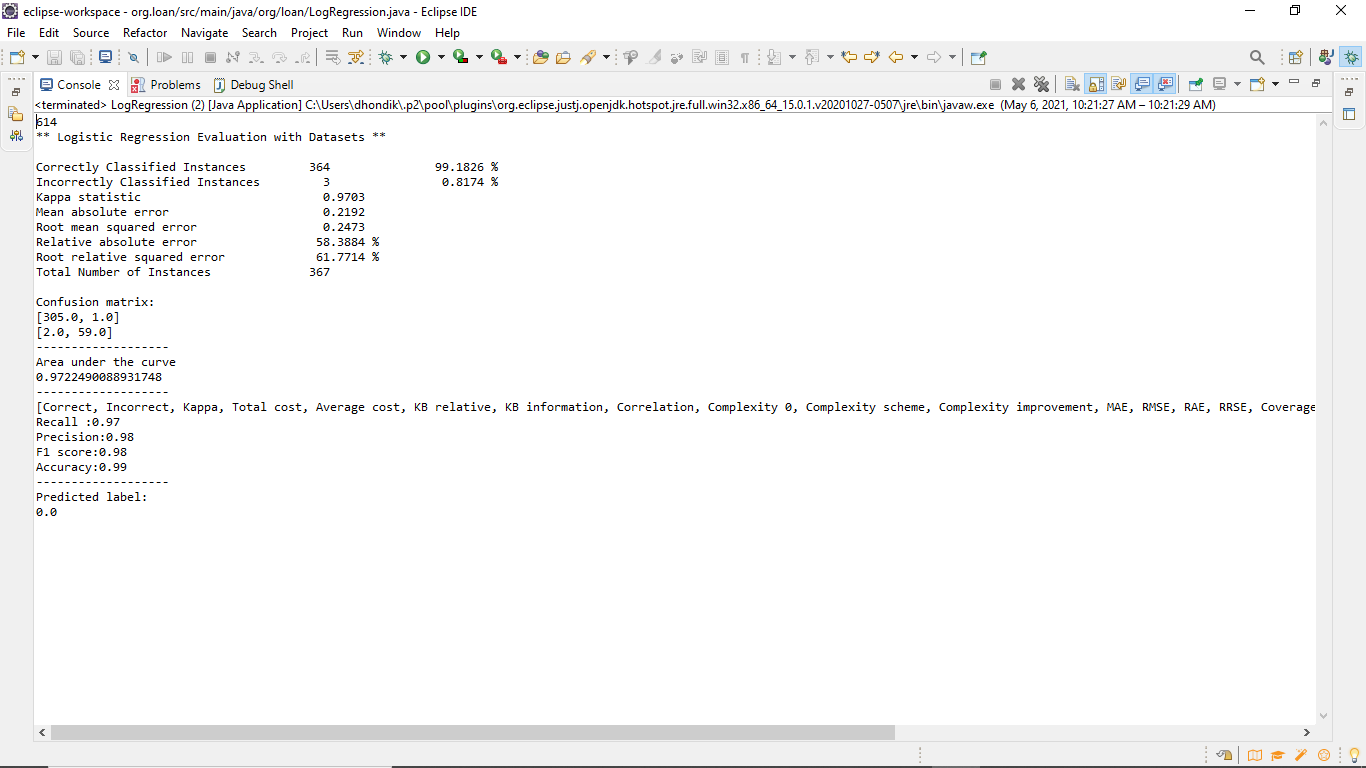 eclipse-workspace - org.loan/src/main/java/org/loan/LogRegression.java - Eclipse IDE
File Edit Source Refactor Navigate Search Project Run Window Help
Console Problems Debug Shell
<terminated> LogRegression (2) [Java Application] C:\Users\dhondik\.p2\pool\plugins\org.eclipse.justj.openjdk.hotspot.jre.full.win32.x86_64_15.0.1.v20201027-0507\jre\bin\javaw.exe (May 6, 2021, 10:21:27 AM – 10:21:29 AM)
614
** Logistic Regression Evaluation with Datasets **
Correctly Classified Instances 364 99.1826 %
Incorrectly Classified Instances 3 0.8174 %
Kappa statistic 0.9703
Mean absolute error 0.2192
Root mean squared error 0.2473
Relative absolute error 58.3884 %
Root relative squared error 61.7714 %
Total Number of Instances 367
Confusion matrix:
[305.0, 1.0]
[2.0, 59.0]
-------------------
Area under the curve
0.9722490088931748
-------------------
[Correct, Incorrect, Kappa, Total cost, Average cost, KB relative, KB information, Correlation, Complexity 0, Complexity scheme, Complexity improvement, MAE, RMSE, RAE, RRSE, Coverage
Recall :0.97
Precision:0.98
F1 score:0.98
Accuracy:0.99
-------------------
Predicted label:
0.0